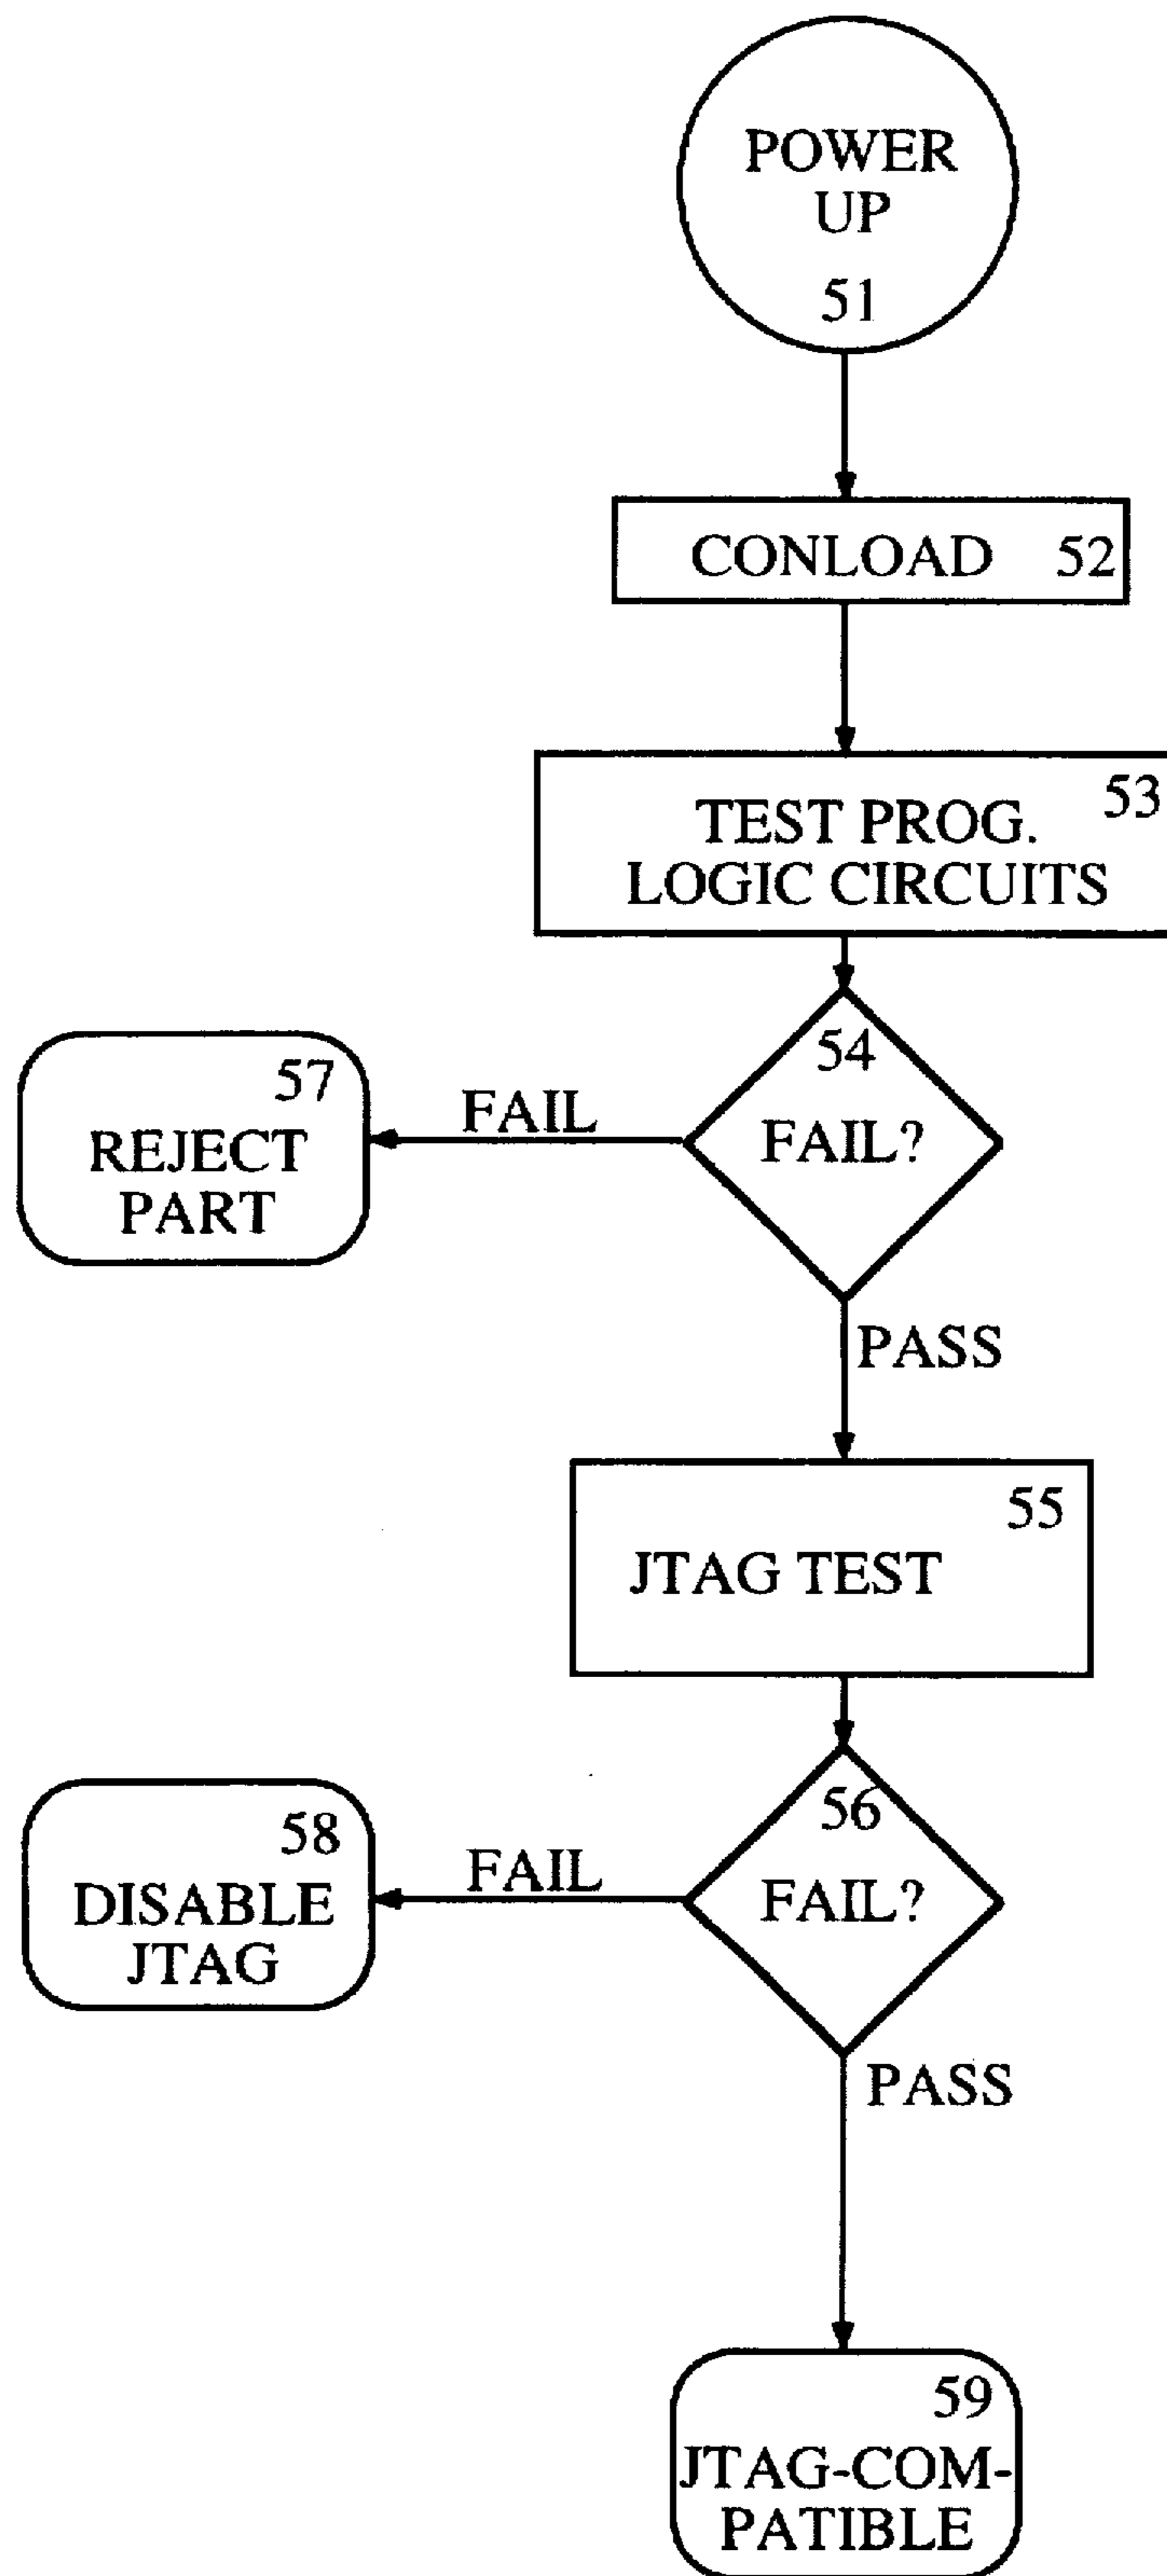 POWER
UP
51
CONLOAD 52
53
TEST PROG.
LOGIC CIRCUITS
54
FAIL?
FAIL
57
REJECT
PART
PASS
55
JTAG TEST
56
FAIL?
FAIL
58
DISABLE
JTAG
PASS
59
JTAG-COM-
PATIBLE